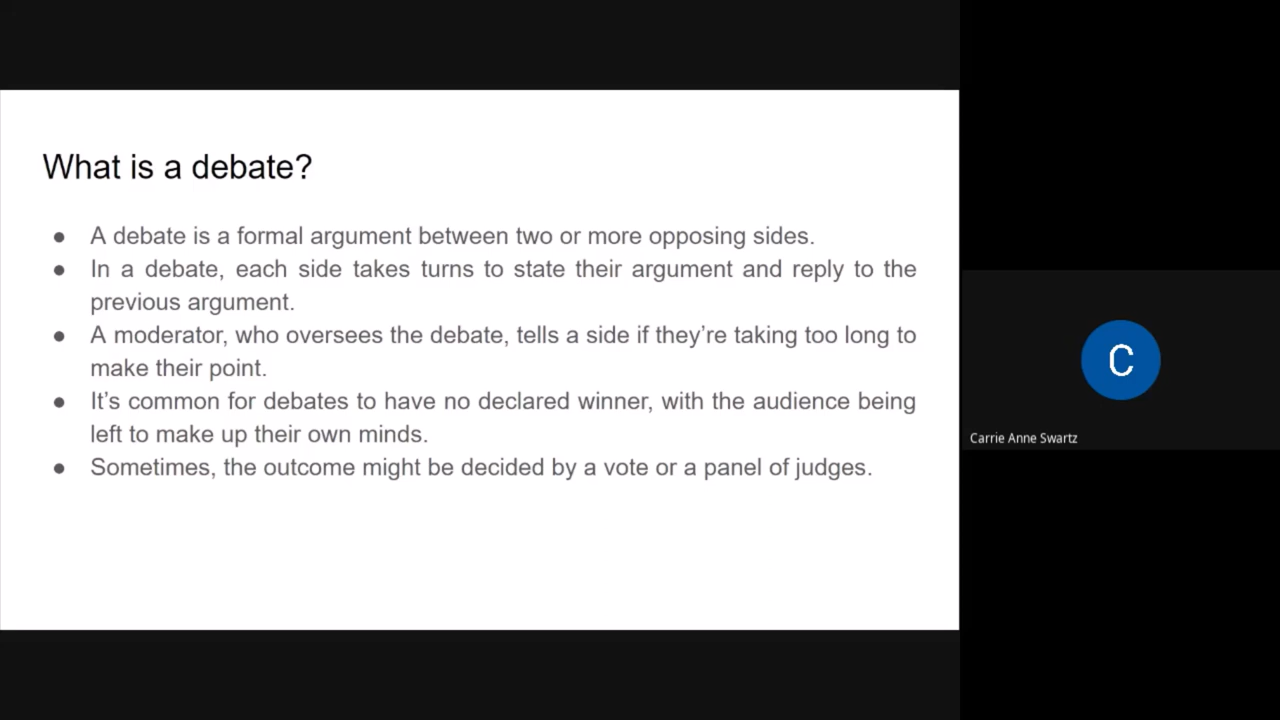 What is a debate?
● A debate is a formal argument between two or more opposing sides.
● In a debate, each side takes turns to state their argument and reply to the
previous argument.
● A moderator, who oversees the debate, tells a side if they’re taking too long to
make their point.
● It’s common for debates to have no declared winner, with the audience being
left to make up their own minds.
● Sometimes, the outcome might be decided by a vote or a panel of judges.
C
Carrie Anne Swartz